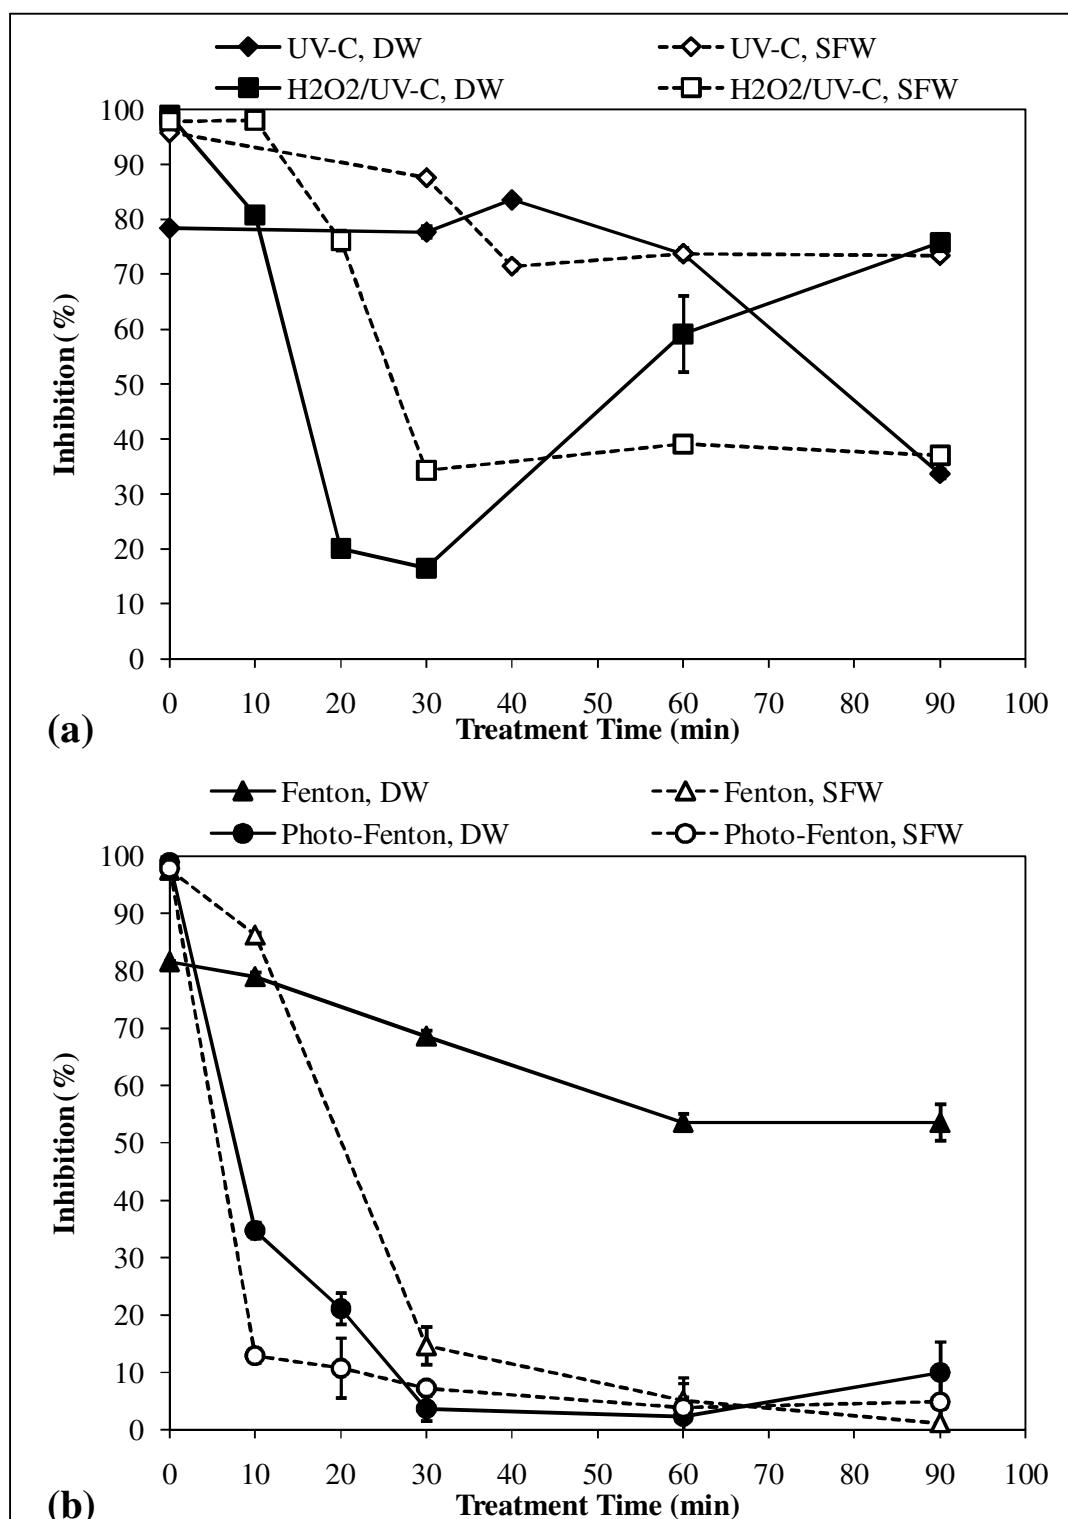 UV-C, DW UV-C, SFW
H2O2/UV-C, DW H2O2/UV-C, SFW
100
90
80
70
60
50
40
30
20
10
0
Inhibition (%)
0 10 20 30 40 50 60 70 80 90 100
(a) Treatment Time (min)
Fenton, DW Fenton, SFW
Photo-Fenton, DW Photo-Fenton, SFW
100
90
80
70
60
50
40
30
20
10
0
Inhibition (%)
0 10 20 30 40 50 60 70 80 90 100
(b) Treatment Time (min)